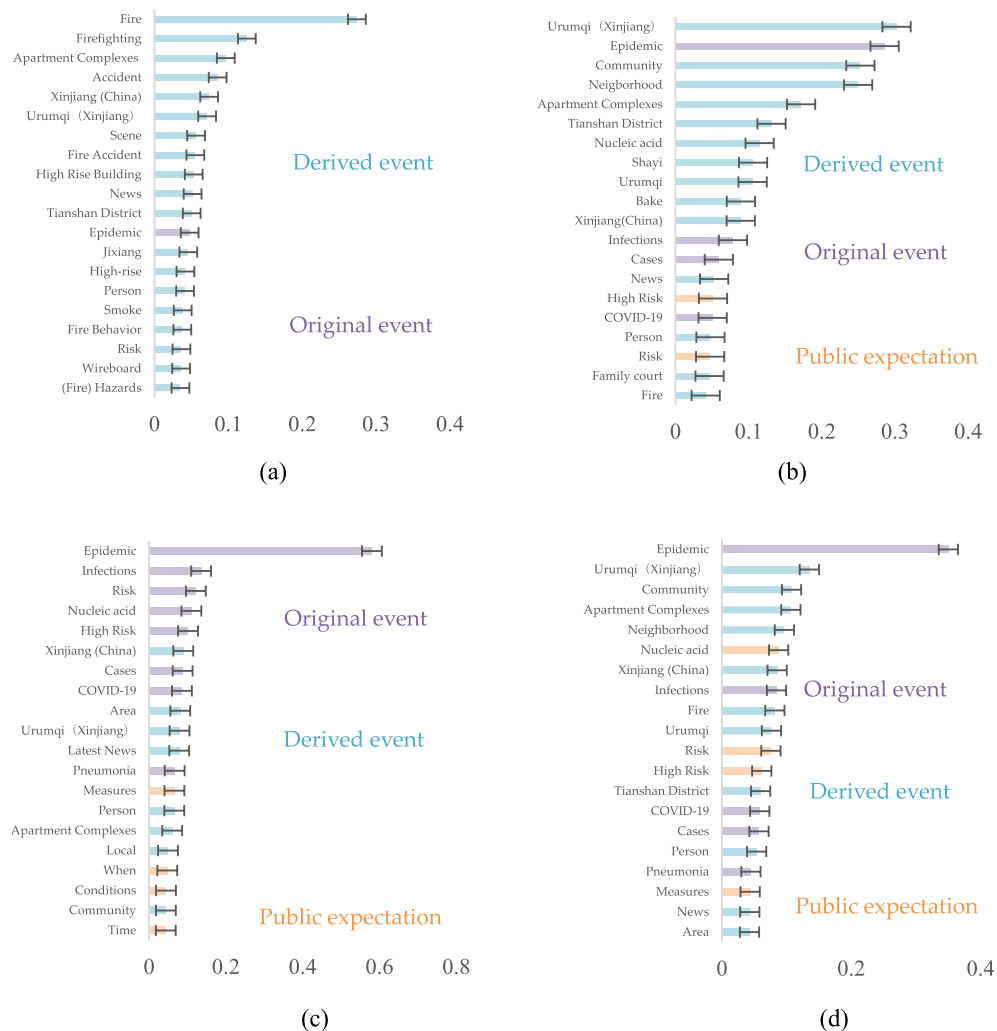 Fire
Firefighting
Apartment Complexes
Accident
Xinjiang (China)
Urumqi（Xinjiang）
Scene
Fire Accident
High Rise Building
News
Tianshan District
Epidemic
Jixiang
High-rise
Person
Smoke
Fire Behavior
Risk
Wireboard
(Fire) Hazards
Derived event
Original event
0 0.1 0.2 0.3 0.4
(a)
Urumqi（Xinjiang）
Epidemic
Community
Neigborhood
Apartment Complexes
Tianshan District
Nucleic acid
Shayi
Urumqi
Bake
Xinjiang(China)
Infections
Cases
News
High Risk
COVID-19
Person
Risk
Family court
Fire
Derived event
Original event
Public expectation
0 0.1 0.2 0.3 0.4
(b)
Epidemic
Infections
Risk
Nucleic acid
High Risk
Xinjiang (China)
Cases
COVID-19
Area
Urumqi（Xinjiang）
Latest News
Pneumonia
Measures
Person
Apartment Complexes
Local
When
Conditions
Community
Time
Original event
Derived event
Public expectation
0 0.2 0.4 0.6 0.8
(c)
Epidemic
Urumqi（Xinjiang）
Community
Apartment Complexes
Neighborhood
Nucleic acid
Xinjiang (China)
Infections
Fire
Urumqi
Risk
High Risk
Tianshan District
COVID-19
Cases
Person
Pneumonia
Measures
News
Area
Original event
Derived event
Public expectation
0 0.2 0.4
(d)